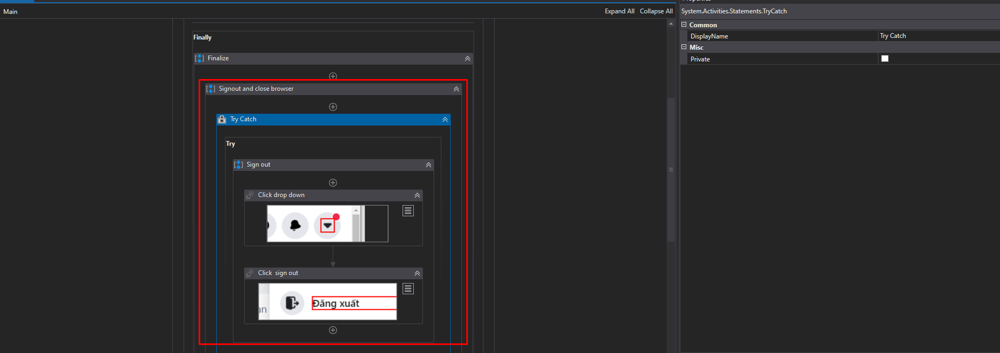 Main
Expand All Collapse All
System.Activities.Statements.TryCatch
Common
DisplayName Try Catch
Misc
Private
Finally
Finalize
Signout and close browser
Try Catch
Try
Sign out
Click drop down
Click sign out
an
Đăng xuất